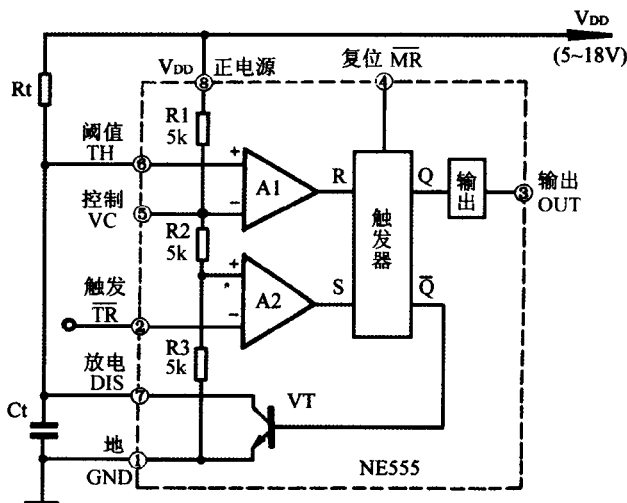 VDD
(5~18V)
VDD
正电源
⑧
复位 MR
④
Rt
R1
5k
阈值
TH
⑥
+
A1
−
R
Q
输出
③
输出
OUT
控制
VC
⑤
R2
5k
触发器
触发
TR
②
+
A2
−
S
Q
R3
5k
放电
DIS
⑦
VT
Ct
地
GND
①
NE555